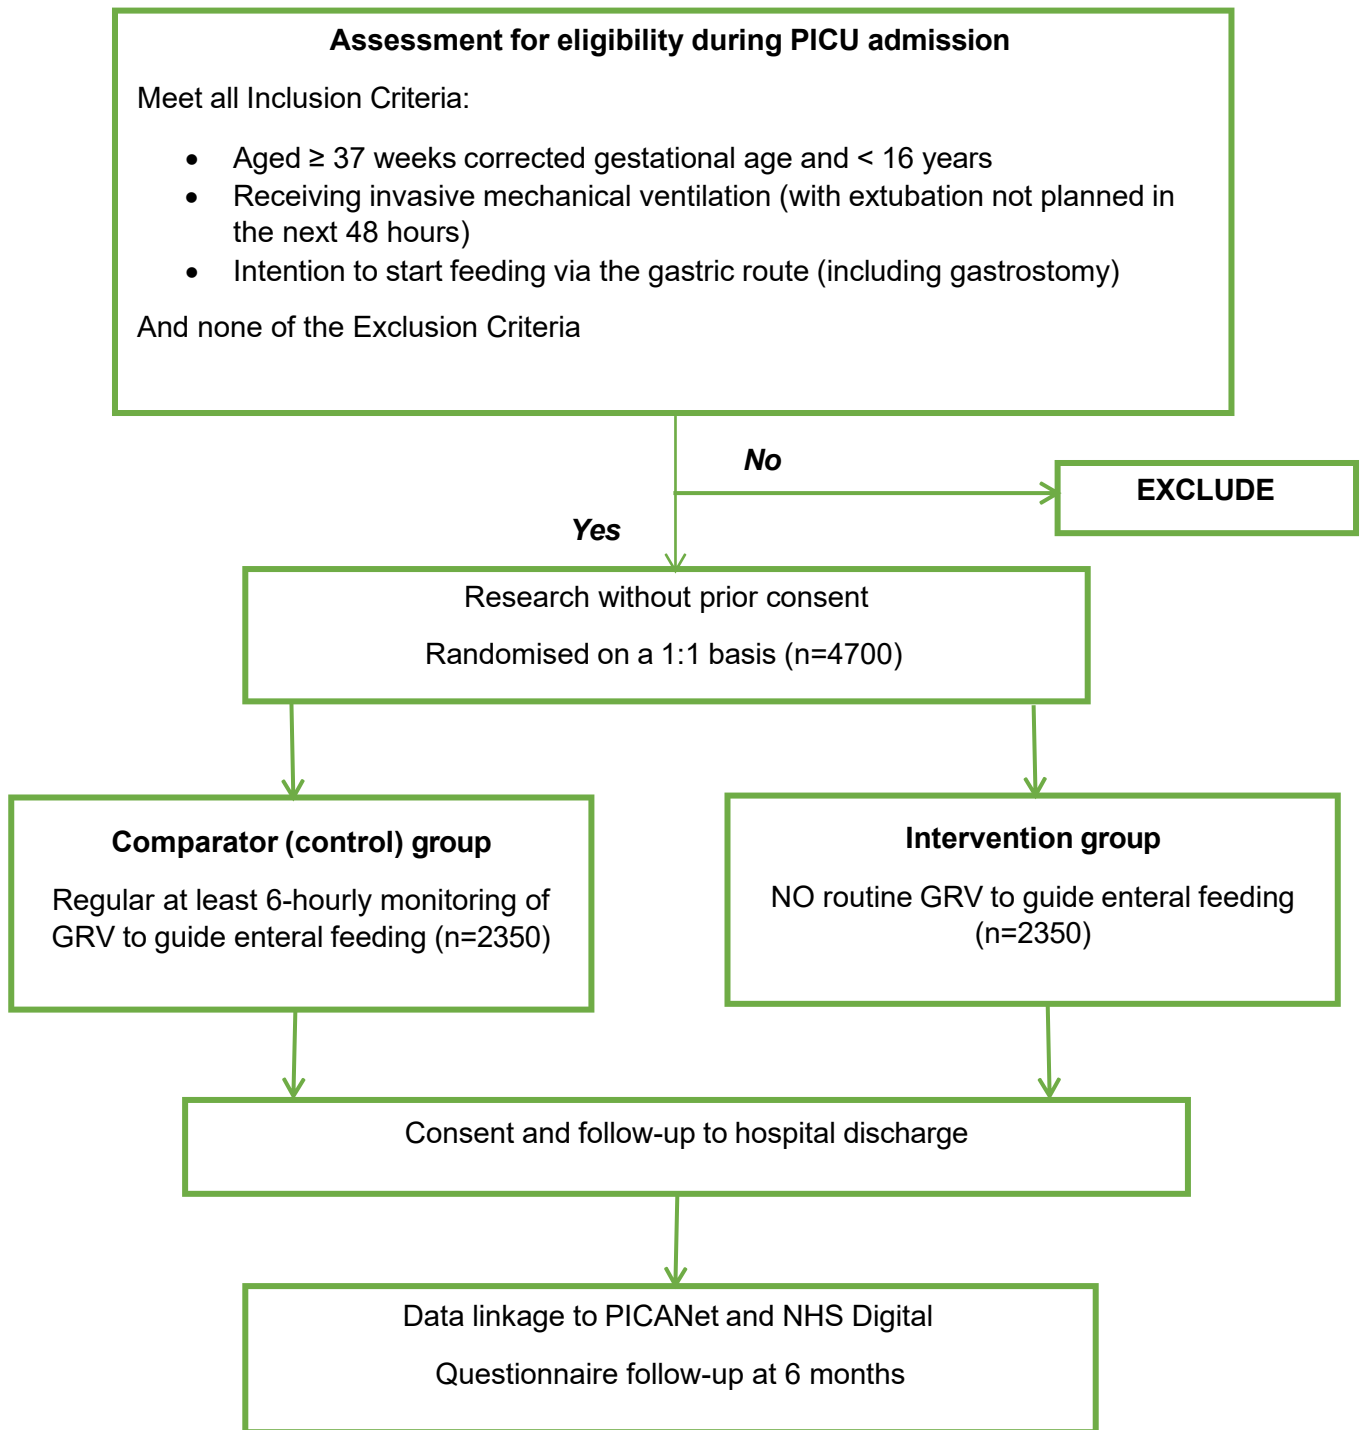 Assessment for eligibility during PICU admission
Meet all Inclusion Criteria:
• Aged ≥ 37 weeks corrected gestational age and < 16 years
• Receiving invasive mechanical ventilation (with extubation not planned in
the next 48 hours)
• Intention to start feeding via the gastric route (including gastrostomy)
And none of the Exclusion Criteria
No
EXCLUDE
Yes
Research without prior consent
Randomised on a 1:1 basis (n=4700)
Comparator (control) group
Regular at least 6-hourly monitoring of
GRV to guide enteral feeding (n=2350)
Intervention group
NO routine GRV to guide enteral feeding
(n=2350)
Consent and follow-up to hospital discharge
Data linkage to PICANet and NHS Digital
Questionnaire follow-up at 6 months